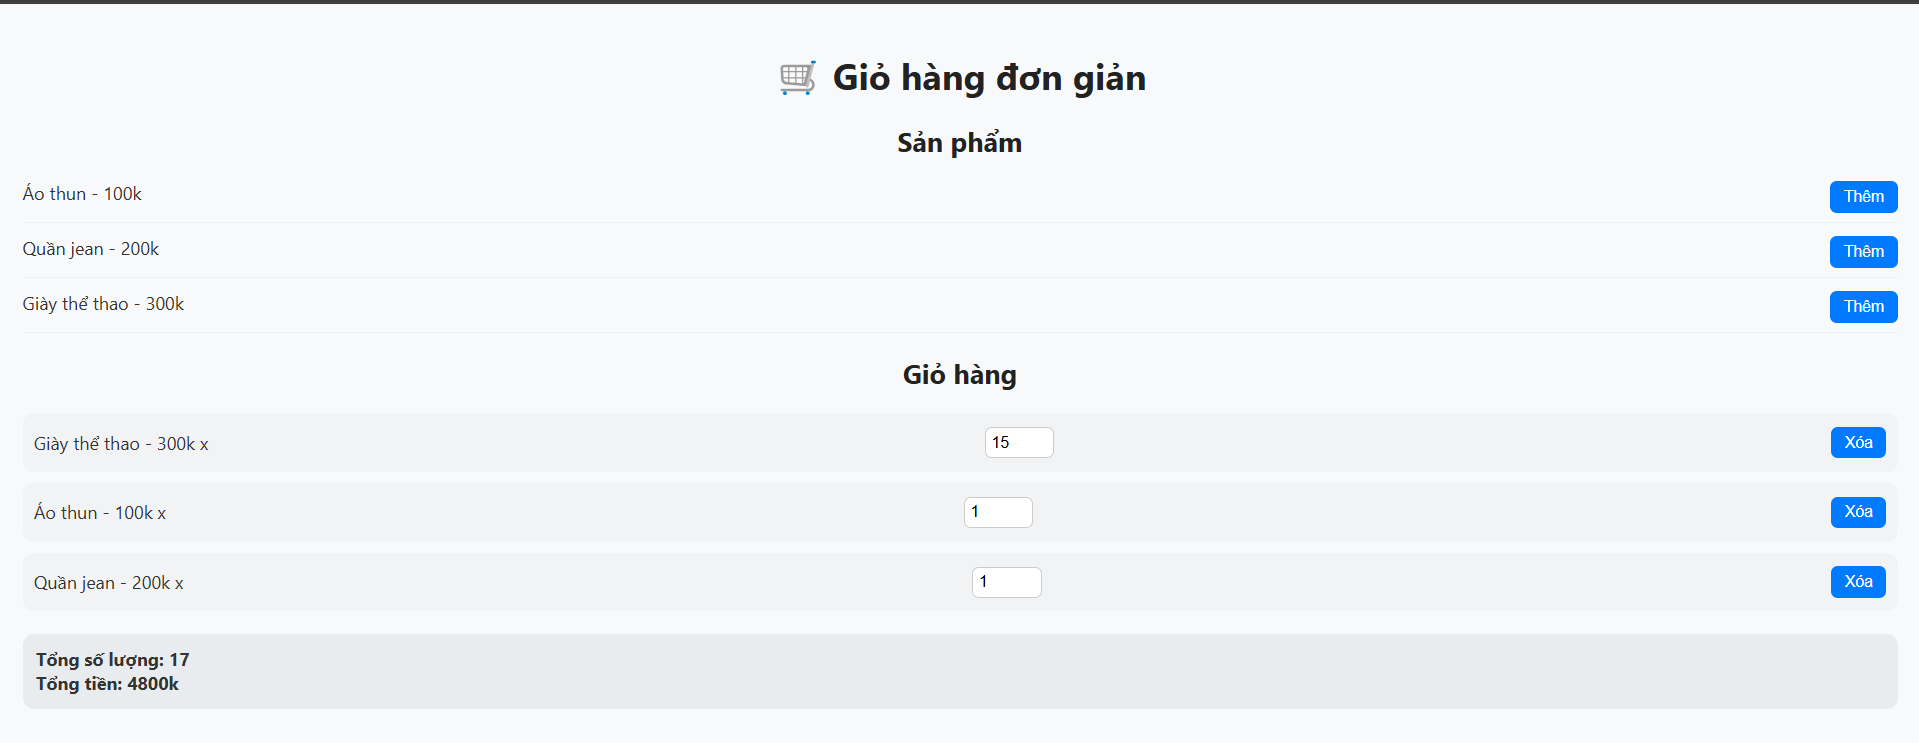 Giỏ hàng đơn giản
Sản phẩm
Áo thun - 100k Thêm
Quần jean - 200k Thêm
Giày thể thao - 300k Thêm
Giỏ hàng
Giày thể thao - 300k x 15 Xóa
Áo thun - 100k x 1 Xóa
Quần jean - 200k x 1 Xóa
Tổng số lượng: 17
Tổng tiền: 4800k